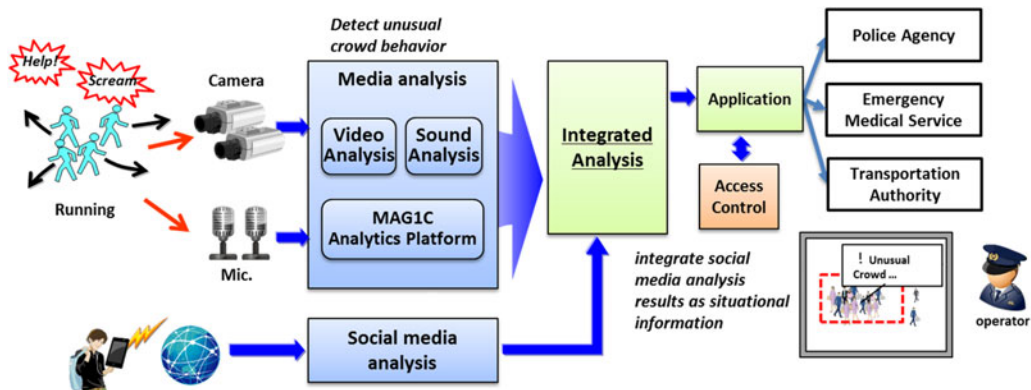 Help!
Scream
Running
Camera
Mic.
Detect unusual
crowd behavior
Media analysis
Video
Analysis
Sound
Analysis
MAG1C
Analytics Platform
Social media
analysis
Integrated
Analysis
integrate social
media analysis
results as situational
information
Application
Access
Control
Police Agency
Emergency
Medical Service
Transportation
Authority
! Unusual
Crowd ...
operator